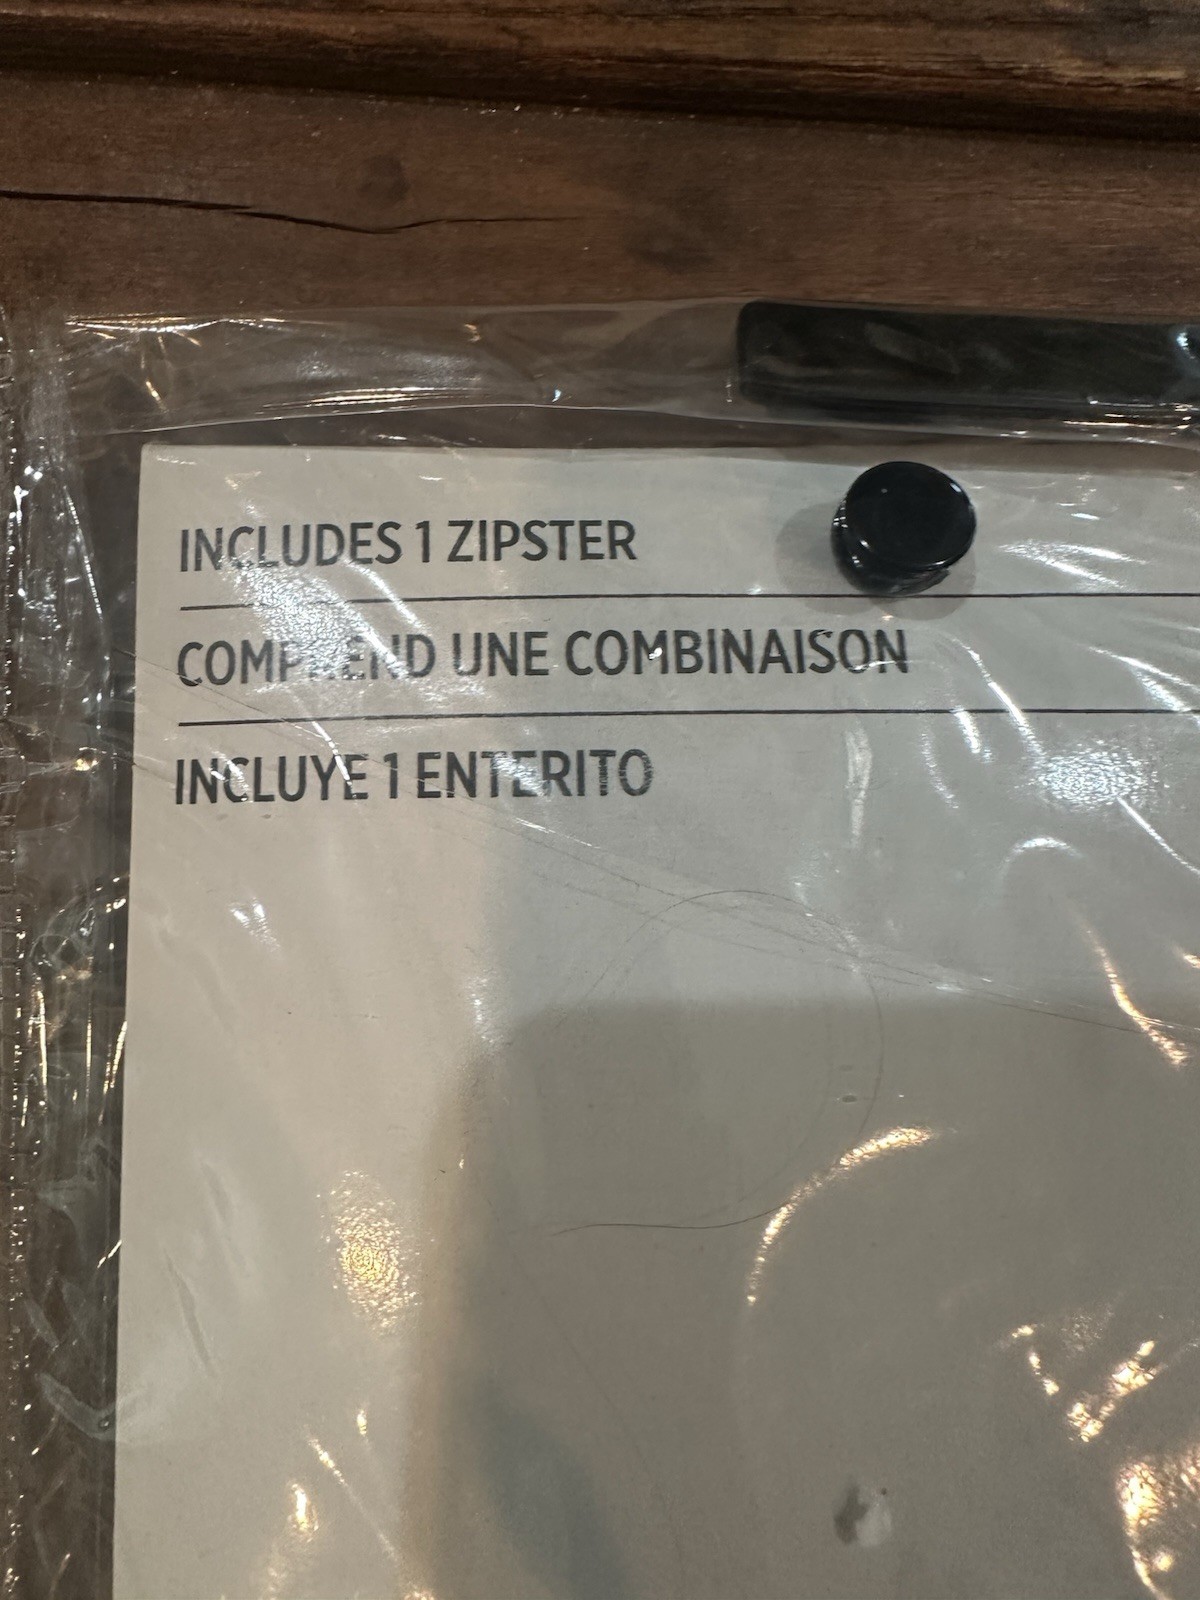 INCLUDES 1 ZIPSTER
COMPREND UNE COMBINAISON
INCLUYE 1 ENTERITO